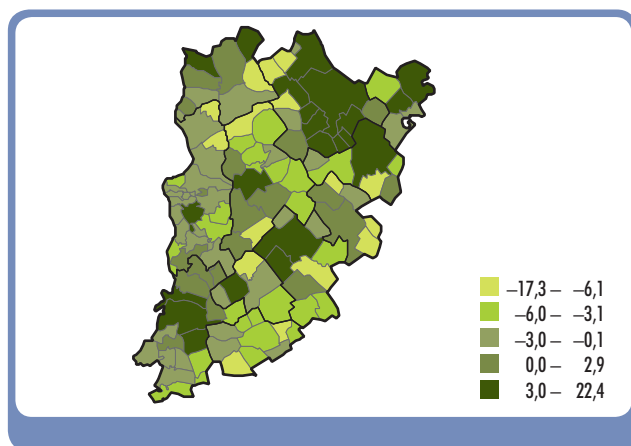 –17,3 – –6,1
–6,0 – –3,1
–3,0 – –0,1
0,0 – 2,9
3,0 – 22,4